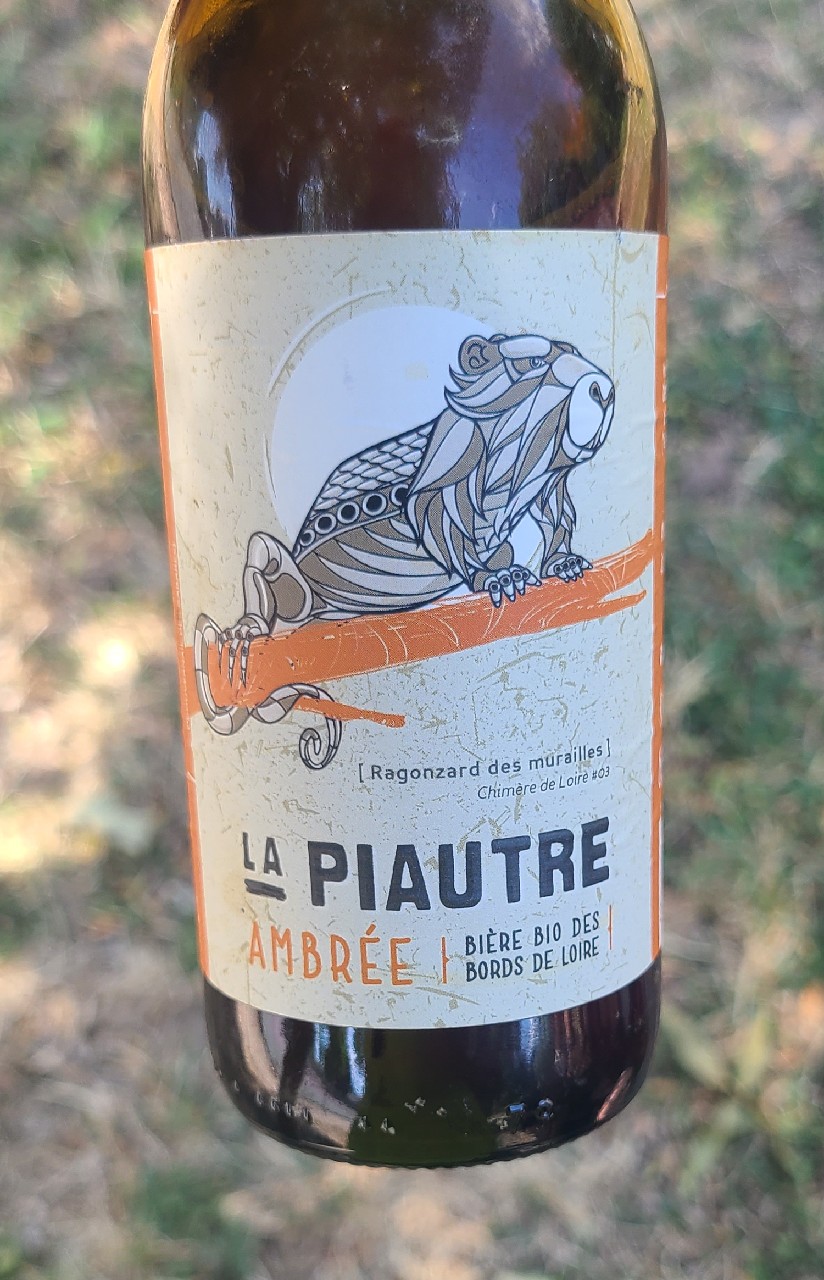 [Ragonzard des murailles]
Chimère de Loire #03
LA PIAUTRE
AMBRÉE | BIÈRE BIO DES
BORDS DE LOIRE |